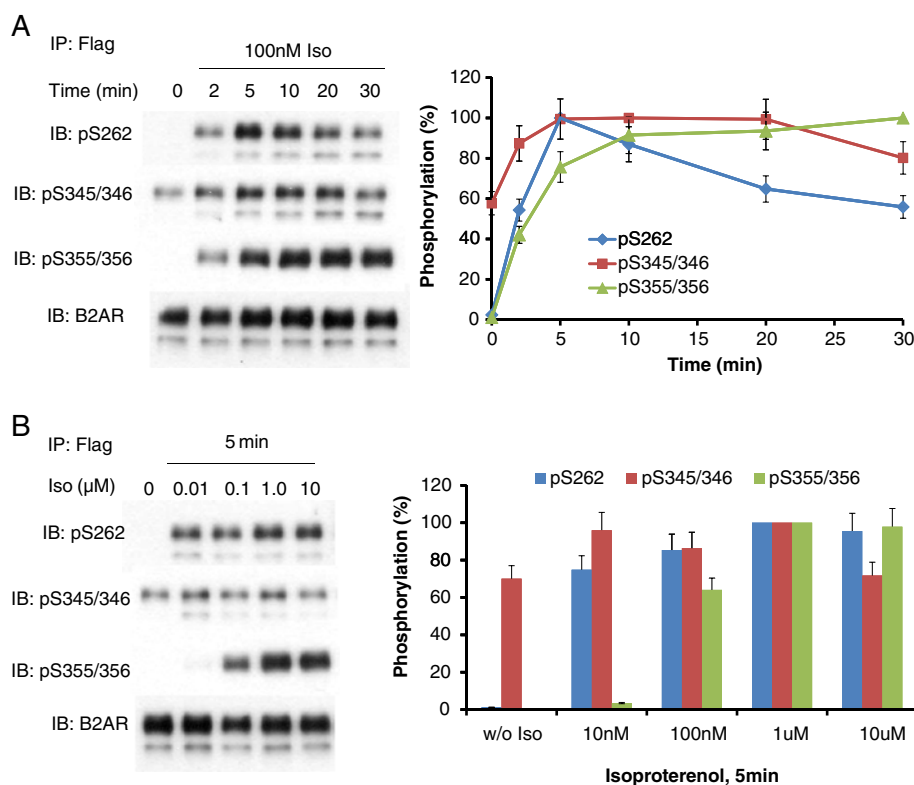 A
IP: Flag
100nM Iso
Time (min) 0 2 5 10 20 30
IB: pS262
IB: pS345/346
IB: pS355/356
IB: B2AR
Phosphorylation (%)
120
100
80
60
40
20
0
pS262
pS345/346
pS355/356
0 5 10 15 20 25 30
Time (min)
B
IP: Flag
5 min
Iso (µM) 0 0.01 0.1 1.0 10
IB: pS262
IB: pS345/346
IB: pS355/356
IB: B2AR
pS262 pS345/346 pS355/356
Phosphorylation (%)
120
100
80
60
40
20
0
w/o Iso 10nM 100nM 1uM 10uM
Isoproterenol, 5min